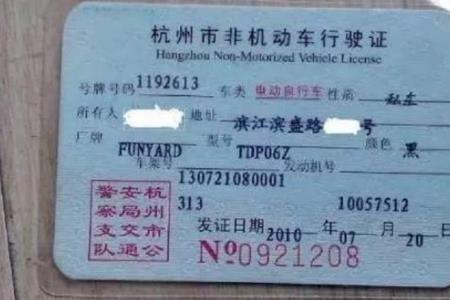 杭州市非机动车行驶证
Hangzhou Non-Motorized Vehicle License
号牌号码 1192613 车类 电动自行车 性质 私车
所有人 地址 滨江滨盛路 号
厂牌 FUNYARD 型号 TDP06Z 颜色 黑
车架号 130721080001 发动机号
313 10057512
发证日期 2010 年 07 月 20 日
杭州市公安局交通警察支队
№0921208